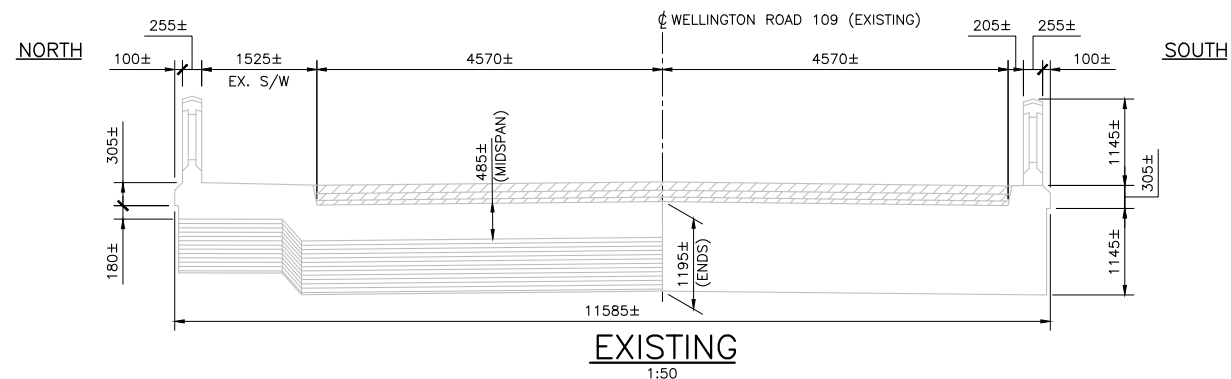 ℄ WELLINGTON ROAD 109 (EXISTING)
NORTH
SOUTH
255±
205±
255±
100±
1525±
EX. S/W
4570±
4570±
100±
305±
485±
(MIDSPAN)
1145±
305±
180±
1195±
(ENDS)
1145±
11585±
EXISTING
1:50